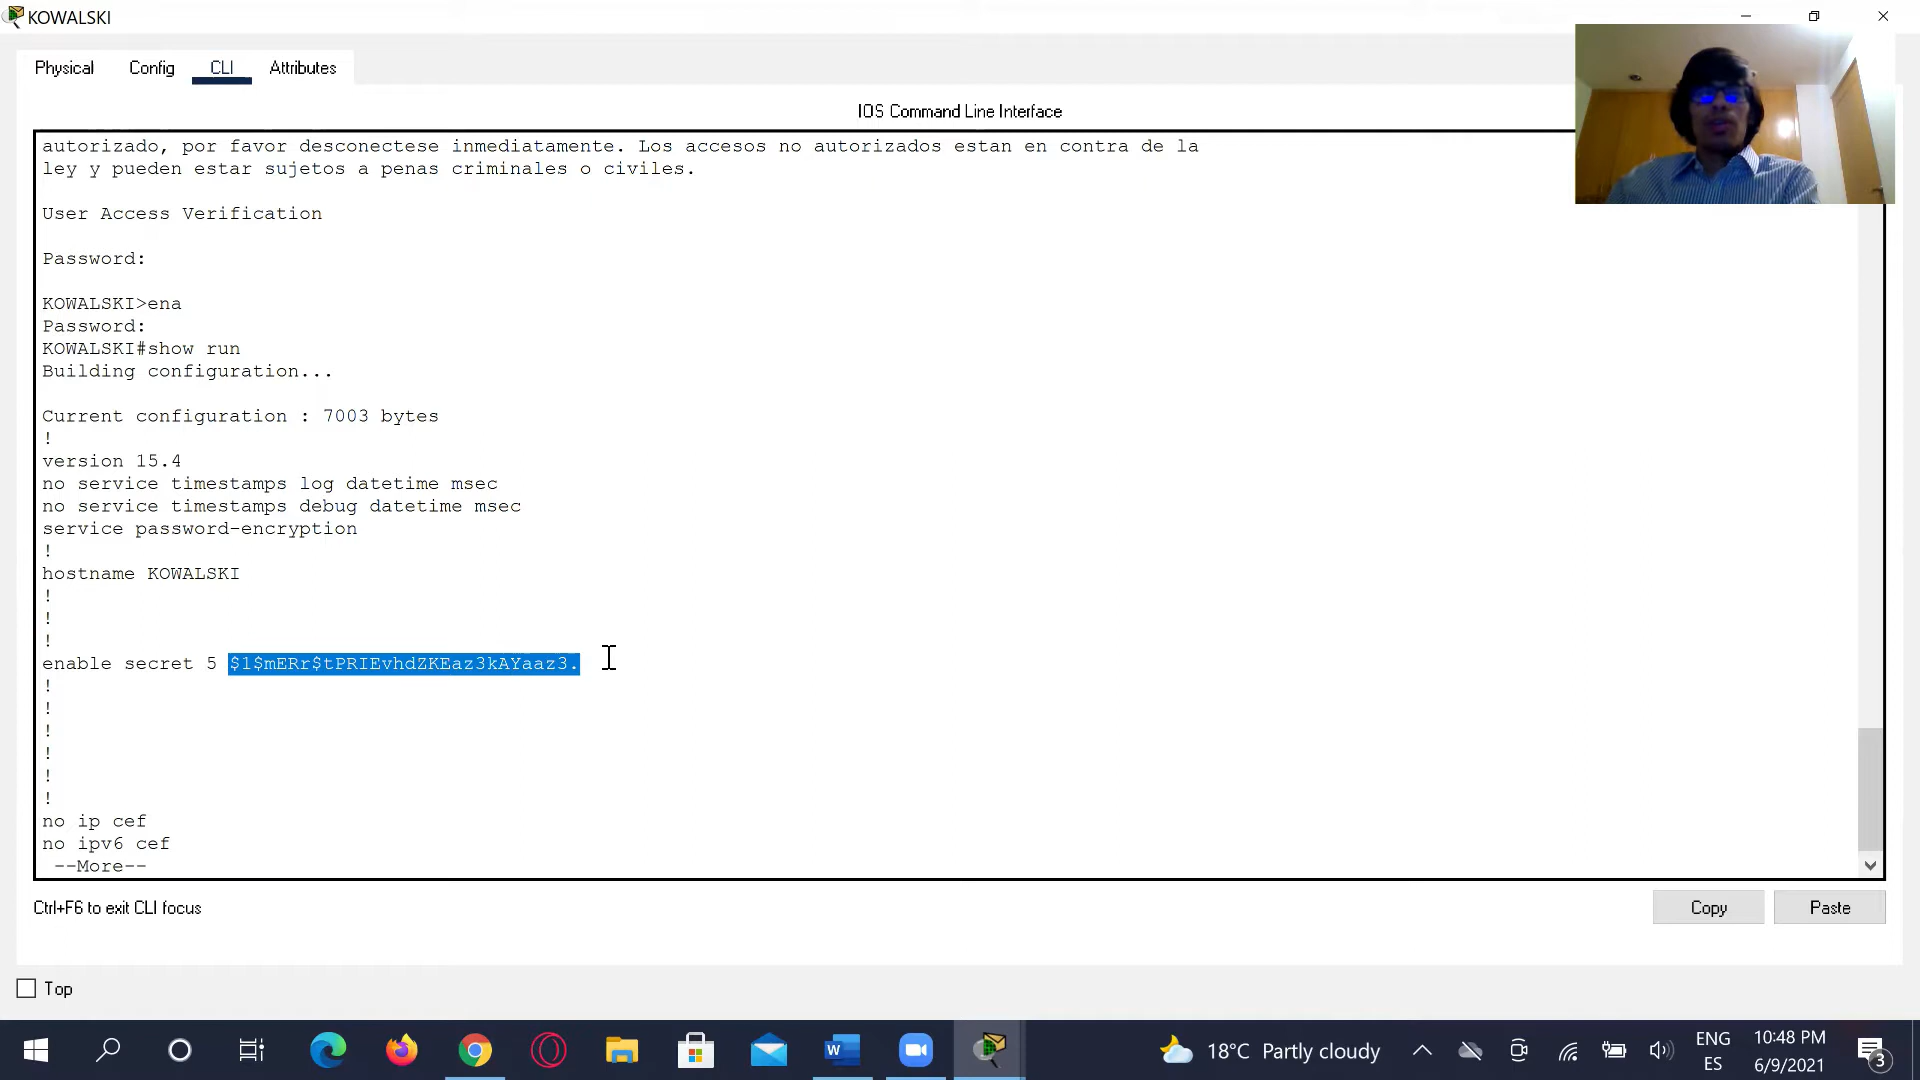 KOWALSKI
Physical Config CLI Attributes
IOS Command Line Interface
autorizado, por favor desconectese inmediatamente. Los accesos no autorizados estan en contra de la
ley y pueden estar sujetos a penas criminales o civiles.
User Access Verification
Password:
KOWALSKI>ena
Password:
KOWALSKI#show run
Building configuration...
Current configuration : 7003 bytes
!
version 15.4
no service timestamps log datetime msec
no service timestamps debug datetime msec
service password-encryption
!
hostname KOWALSKI
!
!
!
enable secret 5 $1$mERr$tPRIEvhdZKEaz3kAYaaz3.
!
!
!
!
!
!
no ip cef
no ipv6 cef
--More--
Ctrl+F6 to exit CLI focus
Copy Paste
Top
18°C Partly cloudy
ENG
ES
10:48 PM
6/9/2021
3